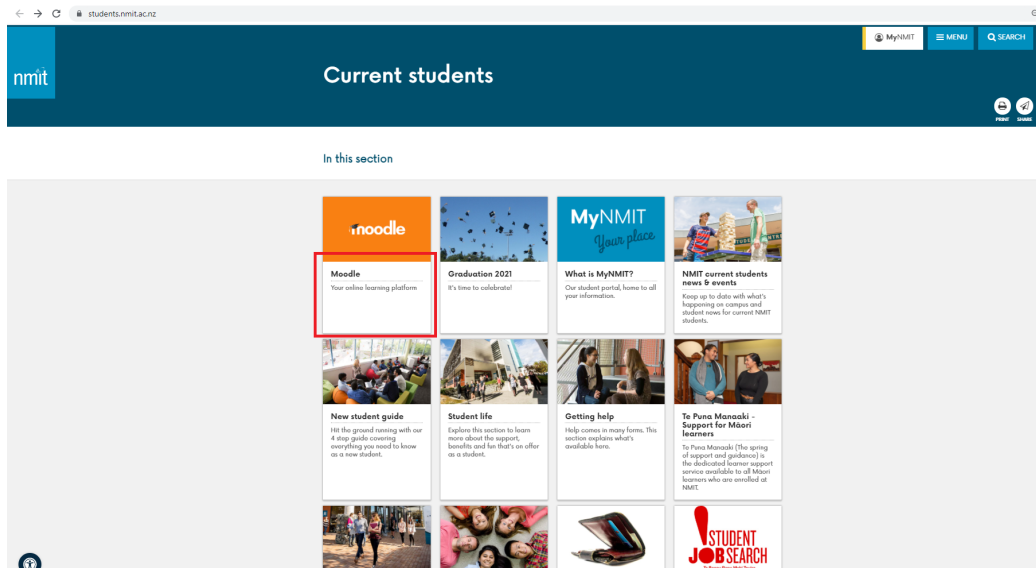 students.nmit.ac.nz
MyNMIT
MENU
SEARCH
nmit
Current students
PRINT
SHARE
In this section
moodle
Moodle
Your online learning platform
Graduation 2021
It's time to celebrate!
MyNMIT
Your place
What is MyNMIT?
Our student portal, home to all
your information.
NMIT current students
news & events
Keep up to date with what's
happening on campus and
student news for current NMIT
students.
New student guide
Hit the ground running with our
4 step guide covering
everything you need to know
as a new student.
Student life
Explore this section to learn
more about the support,
benefits and fun that's on offer
as a student.
Getting help
Help comes in many forms. This
section explains what's
available here.
Te Puna Manaaki -
Support for Māori
learners
Te Puna Manaaki (The spring
of support and guidance) is
the dedicated learner support
service available to all Māori
learners who are enrolled at
NMIT.
STUDENT
JOB SEARCH